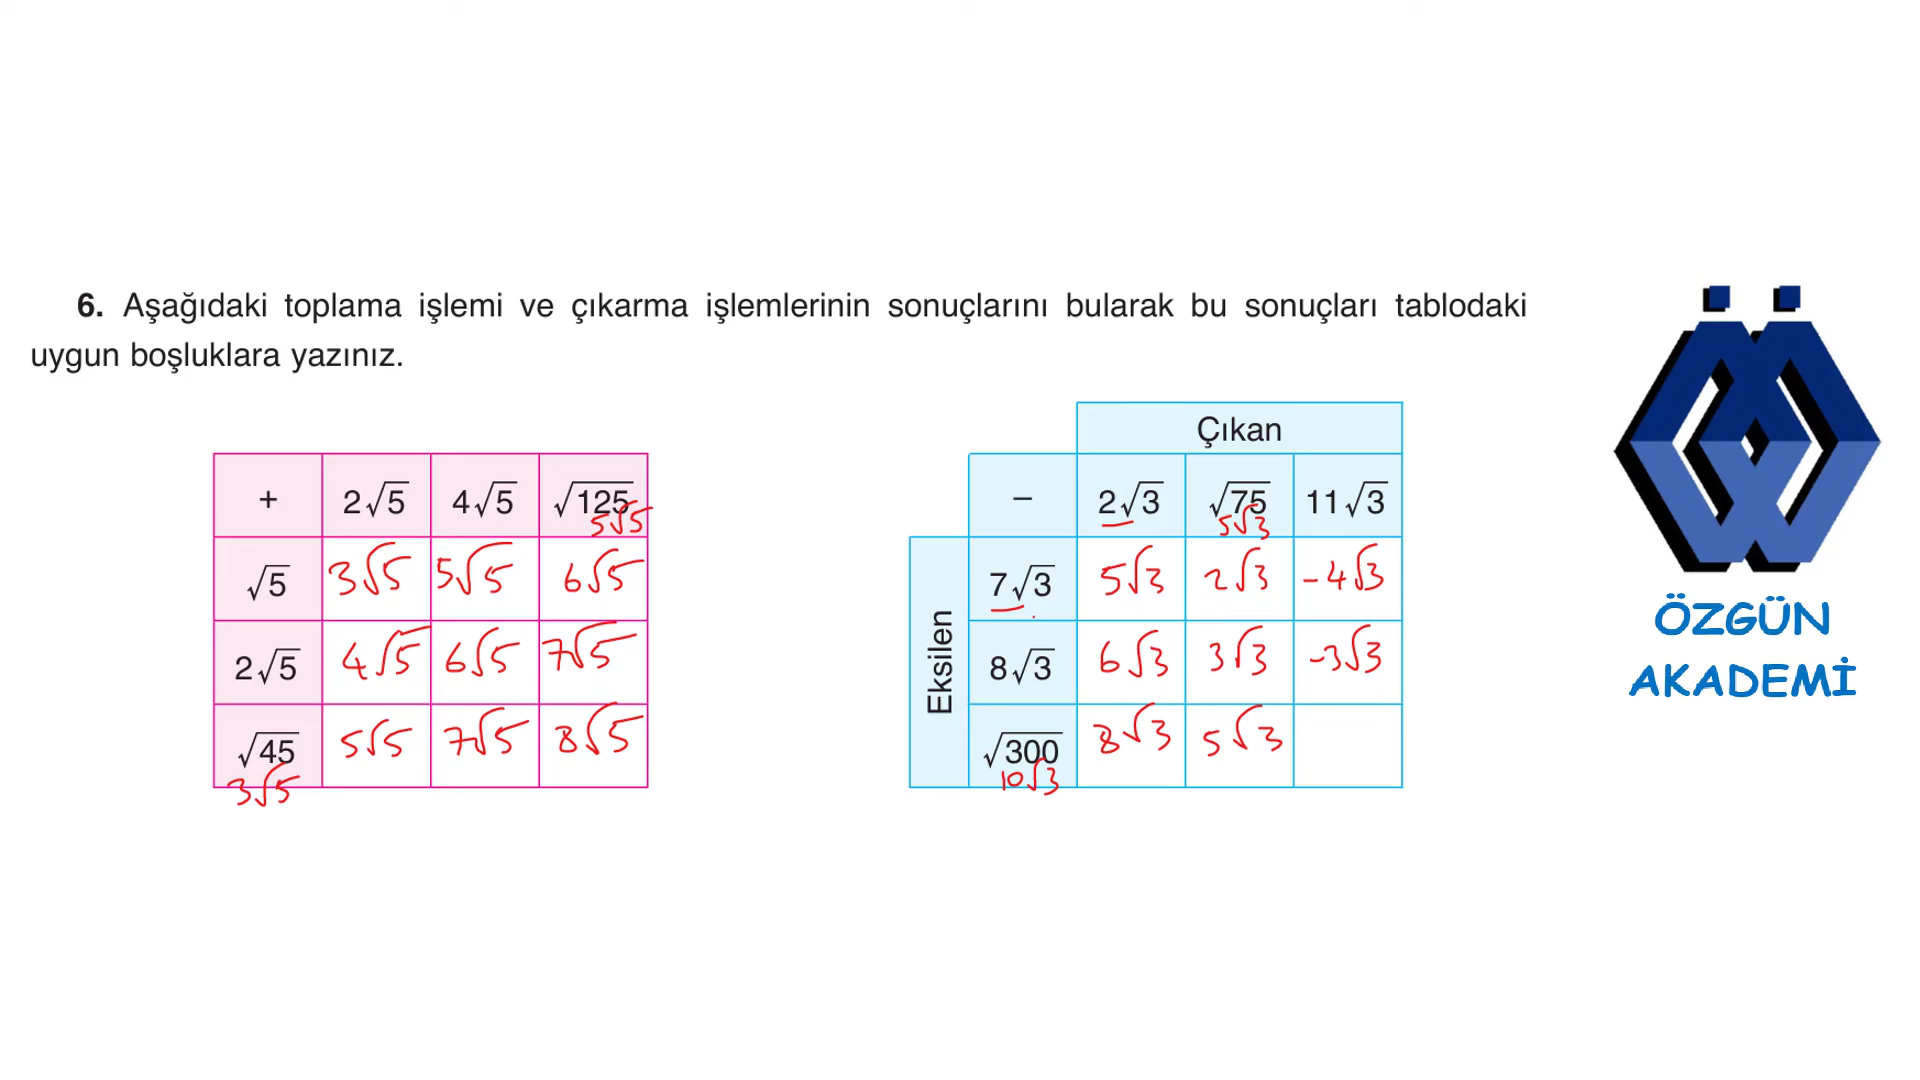 6. Aşağıdaki toplama işlemi ve çıkarma işlemlerinin sonuçlarını bularak bu sonuçları tablodaki
uygun boşluklara yazınız.
+ 2√5 4√5 √125
5√5
√5 3√5 5√5 6√5
2√5 4√5 6√5 7√5
√45 5√5 7√5 8√5
3√5
Çıkan
− 2√3 √75 11√3
5√3
Eksilen
7√3 5√3 2√3 -4√3
8√3 6√3 3√3 -3√3
√300 8√3 5√3
10√3
ÖZGÜN
AKADEMİ